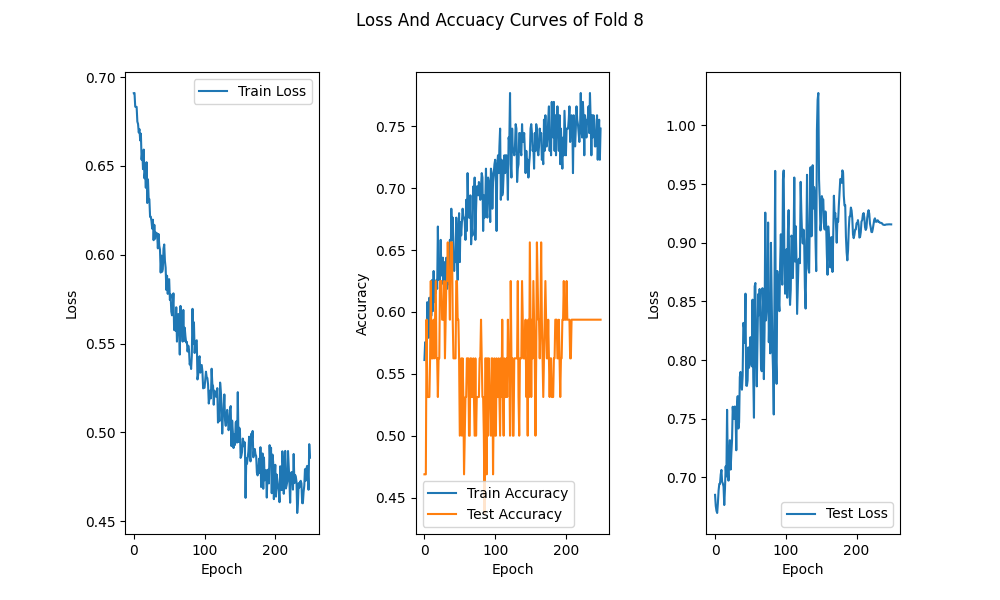 Loss And Accuacy Curves of Fold 8
0.70
0.65
0.60
0.55
0.50
0.45
Loss
0
100
200
Epoch
Train Loss
0.75
0.70
0.65
0.60
0.55
0.50
0.45
Accuracy
0
100
200
Epoch
Train Accuracy
Test Accuracy
1.00
0.95
0.90
0.85
0.80
0.75
0.70
Loss
0
100
200
Epoch
Test Loss